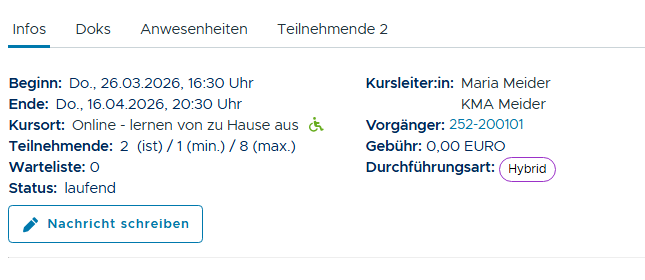 Infos Doks Anwesenheiten Teilnehmende 2
Beginn: Do., 26.03.2026, 16:30 Uhr
Ende: Do., 16.04.2026, 20:30 Uhr
Kursort: Online - lernen von zu Hause aus
Teilnehmende: 2 (ist) / 1 (min.) / 8 (max.)
Warteliste: 0
Status: laufend
Kursleiter:in: Maria Meider
KMA Meider
Vorgänger: 252-200101
Gebühr: 0,00 EURO
Durchführungsart: Hybrid
Nachricht schreiben